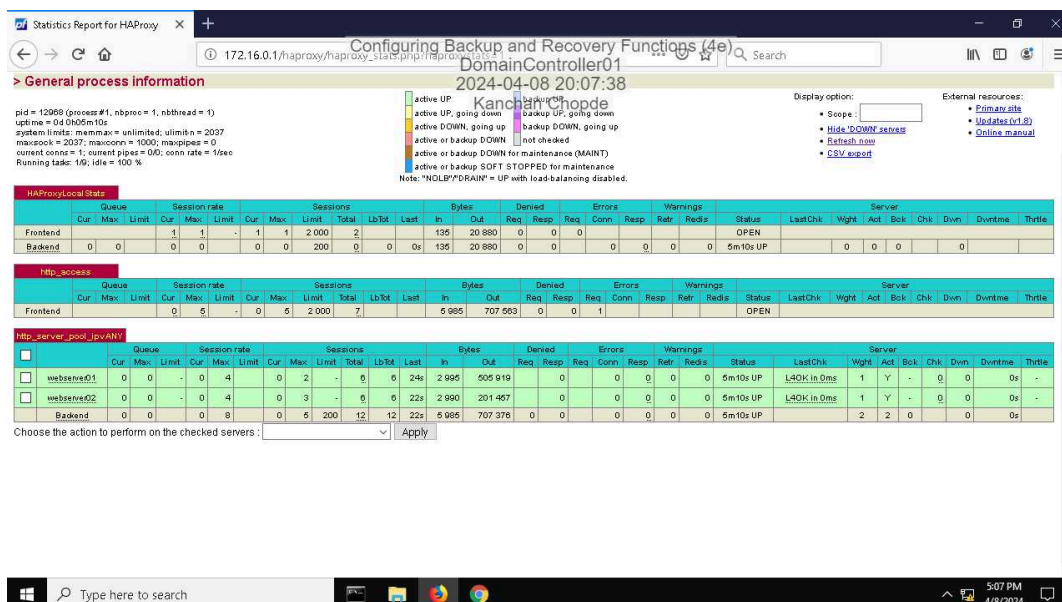 Statistics Report for HAProxy
172.16.0.1/haproxy/haproxy_stats.php?haproxystats=1
Search
Configuring Backup and Recovery Functions (4e)
DomainController01
2024-04-08 20:07:38
Kanchan Chopde
> General process information
pid = 12968 (process #1, nbproc = 1, nbthread = 1)
uptime = 0d 0h05m10s
system limits: memmax = unlimited; ulimit-n = 2037
maxsock = 2037; maxconn = 1000; maxpipes = 0
current conns = 1; current pipes = 0/0; conn rate = 1/sec
Running tasks: 1/9; idle = 100 %
active UP backup UP
active UP, going down backup UP, going down
active DOWN, going up backup DOWN, going up
active or backup DOWN not checked
active or backup DOWN for maintenance (MAINT)
active or backup SOFT STOPPED for maintenance
Note: "NOLB"/"DRAIN" = UP with load-balancing disabled.
Display option:
Scope :
Hide 'DOWN' servers
Refresh now
CSV export
External resources:
Primary site
Updates (v1.8)
Online manual
HAProxyLocalStats
Queue Session rate Sessions Bytes Denied Errors Warnings Server
Cur Max Limit Cur Max Limit Cur Max Limit Total LbTot Last In Out Req Resp Req Conn Resp Retr Redis Status LastChk Wght Act Bck Chk Dwn Dwntme Thrtle
Frontend 1 1 - 1 1 2 000 2 135 20 880 0 0 0 OPEN
Backend 0 0 0 0 0 0 200 0 0 0s 135 20 880 0 0 0 0 0 0 5m10s UP 0 0 0 0
http_access
Queue Session rate Sessions Bytes Denied Errors Warnings Server
Cur Max Limit Cur Max Limit Cur Max Limit Total LbTot Last In Out Req Resp Req Conn Resp Retr Redis Status LastChk Wght Act Bck Chk Dwn Dwntme Thrtle
Frontend 0 5 - 0 5 2 000 7 5 985 707 563 0 0 1 OPEN
http_server_pool_ipvANY
Queue Session rate Sessions Bytes Denied Errors Warnings Server
Cur Max Limit Cur Max Limit Cur Max Limit Total LbTot Last In Out Req Resp Req Conn Resp Retr Redis Status LastChk Wght Act Bck Chk Dwn Dwntme Thrtle
webserver01 0 0 - 0 4 0 2 - 6 6 24s 2 995 505 919 0 0 0 0 0 5m10s UP L4OK in 0ms 1 Y - 0 0 0s -
webserver02 0 0 - 0 4 0 3 - 6 6 22s 2 990 201 457 0 0 0 0 0 5m10s UP L4OK in 0ms 1 Y - 0 0 0s -
Backend 0 0 0 8 0 5 200 12 12 22s 5 985 707 376 0 0 0 0 0 0 5m10s UP 2 2 0 0 0s
Choose the action to perform on the checked servers : Apply
Type here to search
5:07 PM
4/8/2024